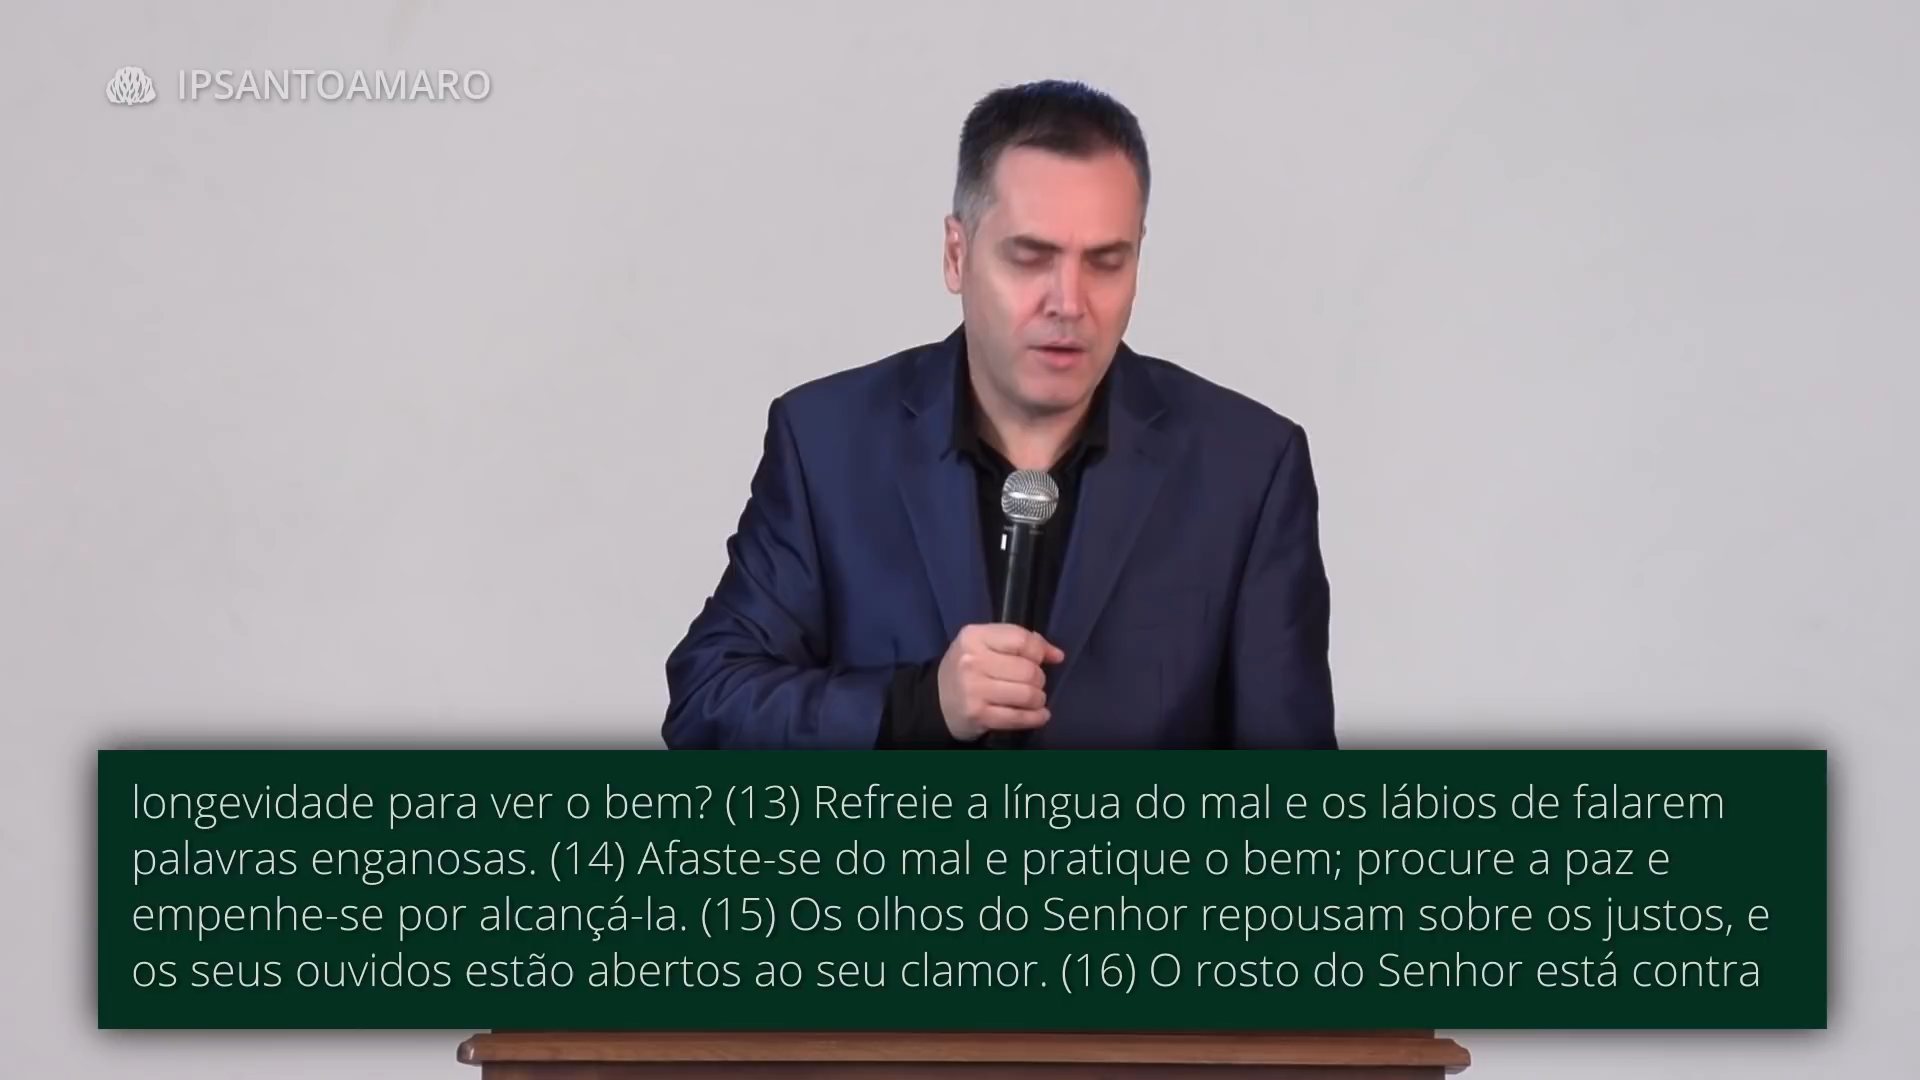 IPSANTOAMARO
longevidade para ver o bem? (13) Refreie a língua do mal e os lábios de falarem
palavras enganosas. (14) Afaste-se do mal e pratique o bem; procure a paz e
empenhe-se por alcançá-la. (15) Os olhos do Senhor repousam sobre os justos, e
os seus ouvidos estão abertos ao seu clamor. (16) O rosto do Senhor está contra